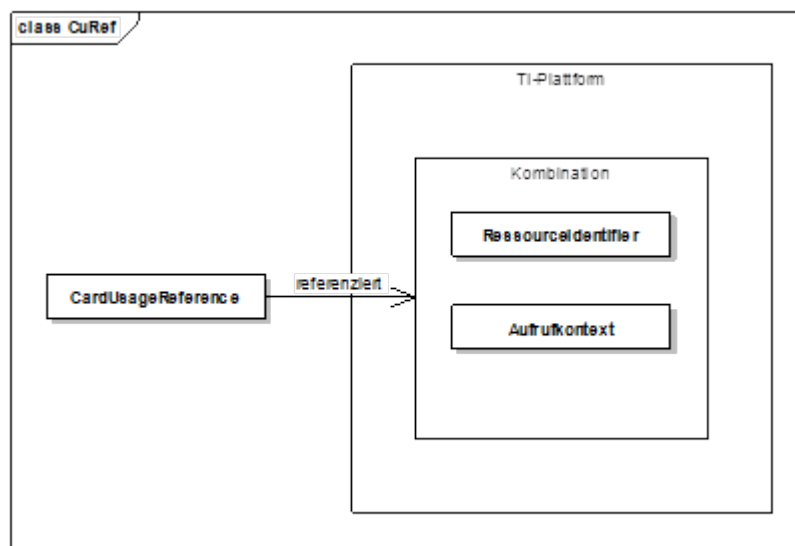 class CuRef
TI-Plattform
Kombination
RessourceIdentifier
CardUsageReference
referenziert
Aufrufkontext